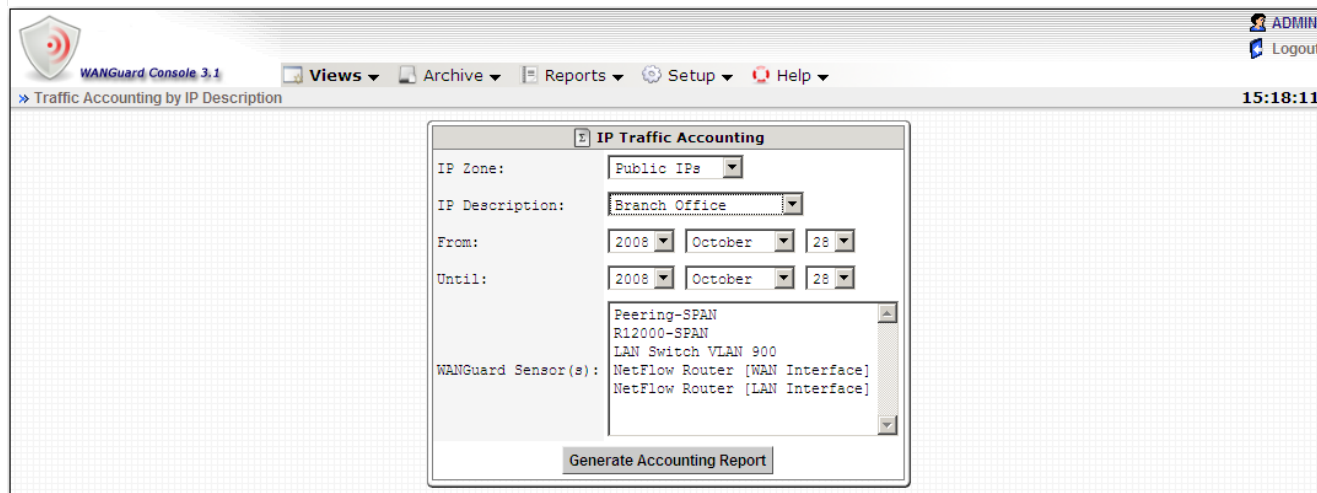 ADMIN
Logout
WANGuard Console 3.1
Views Archive Reports Setup Help
» Traffic Accounting by IP Description 15:18:11
Σ IP Traffic Accounting
IP Zone: Public IPs
IP Description: Branch Office
From: 2008 October 28
Until: 2008 October 28
WANGuard Sensor(s):
Peering-SPAN
R12000-SPAN
LAN Switch VLAN 900
NetFlow Router [WAN Interface]
NetFlow Router [LAN Interface]
Generate Accounting Report